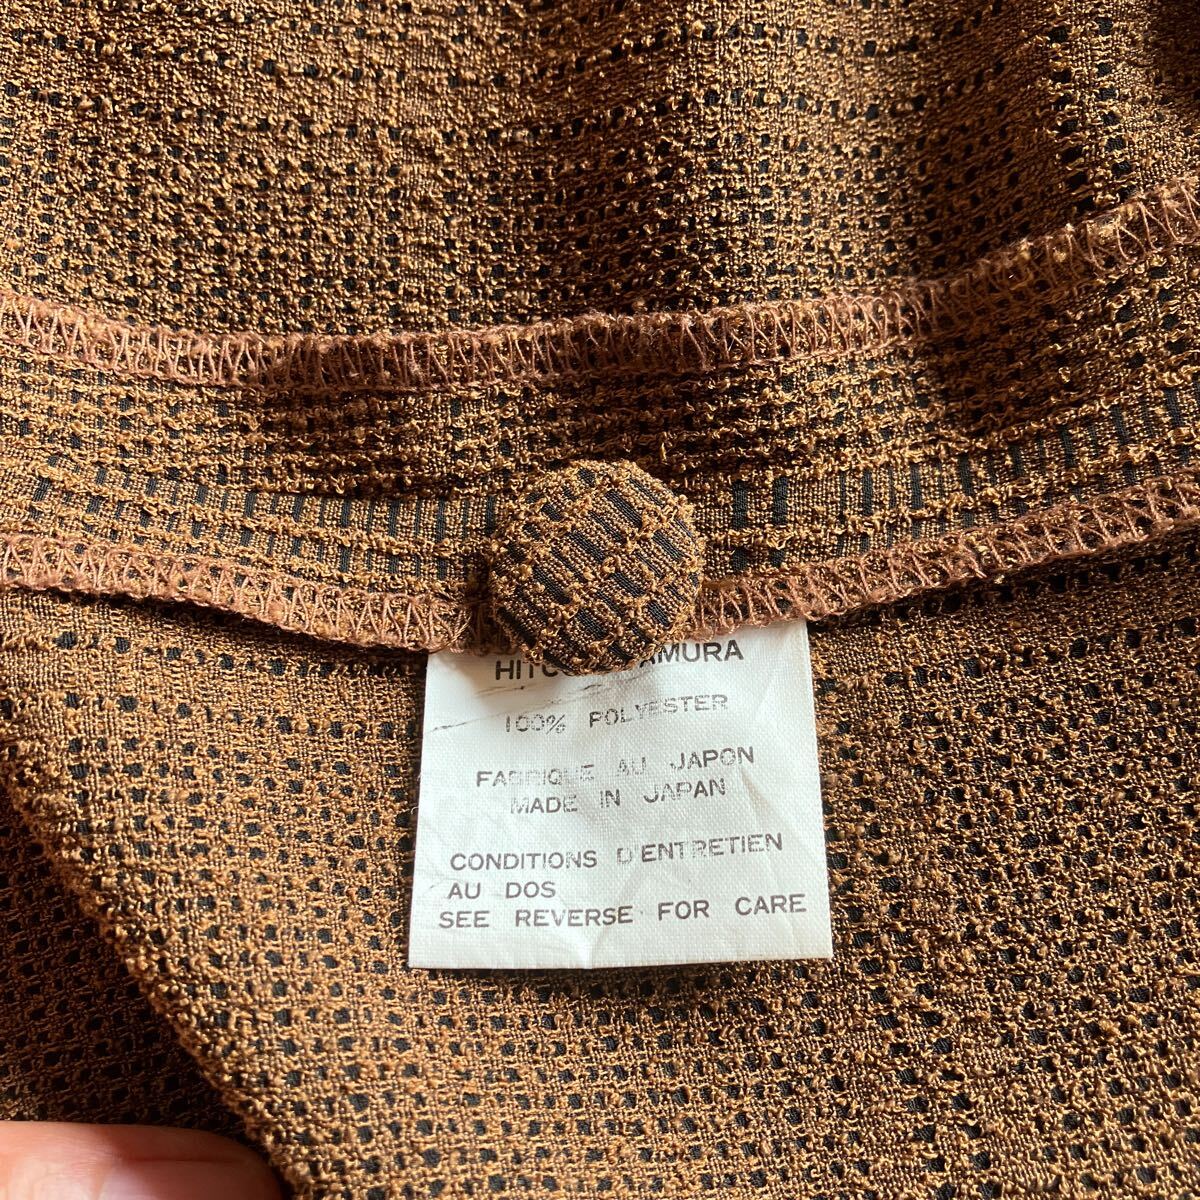 100% POLYESTER
FABRIQUE AU JAPON
MADE IN JAPAN
CONDITIONS D'ENTRETIEN
AU DOS
SEE REVERSE FOR CARE